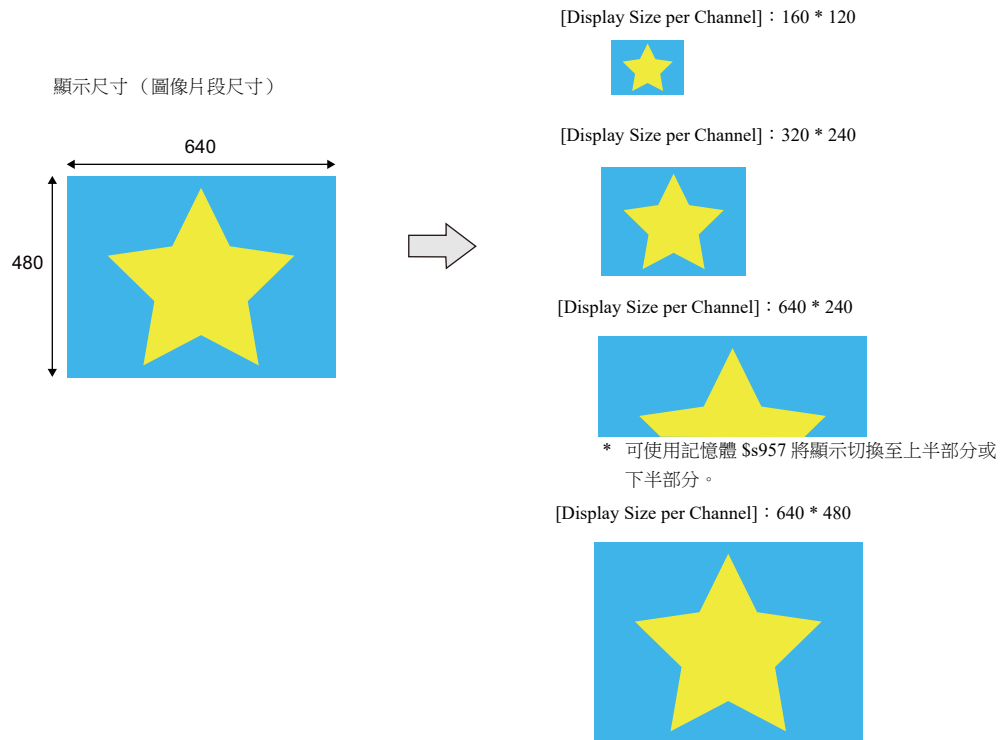 顯示尺寸（圖像片段尺寸）
640
480
[Display Size per Channel]：160 * 120
[Display Size per Channel]：320 * 240
[Display Size per Channel]：640 * 240
* 可使用記憶體 $s957 將顯示切換至上半部分或
下半部分。
[Display Size per Channel]：640 * 480